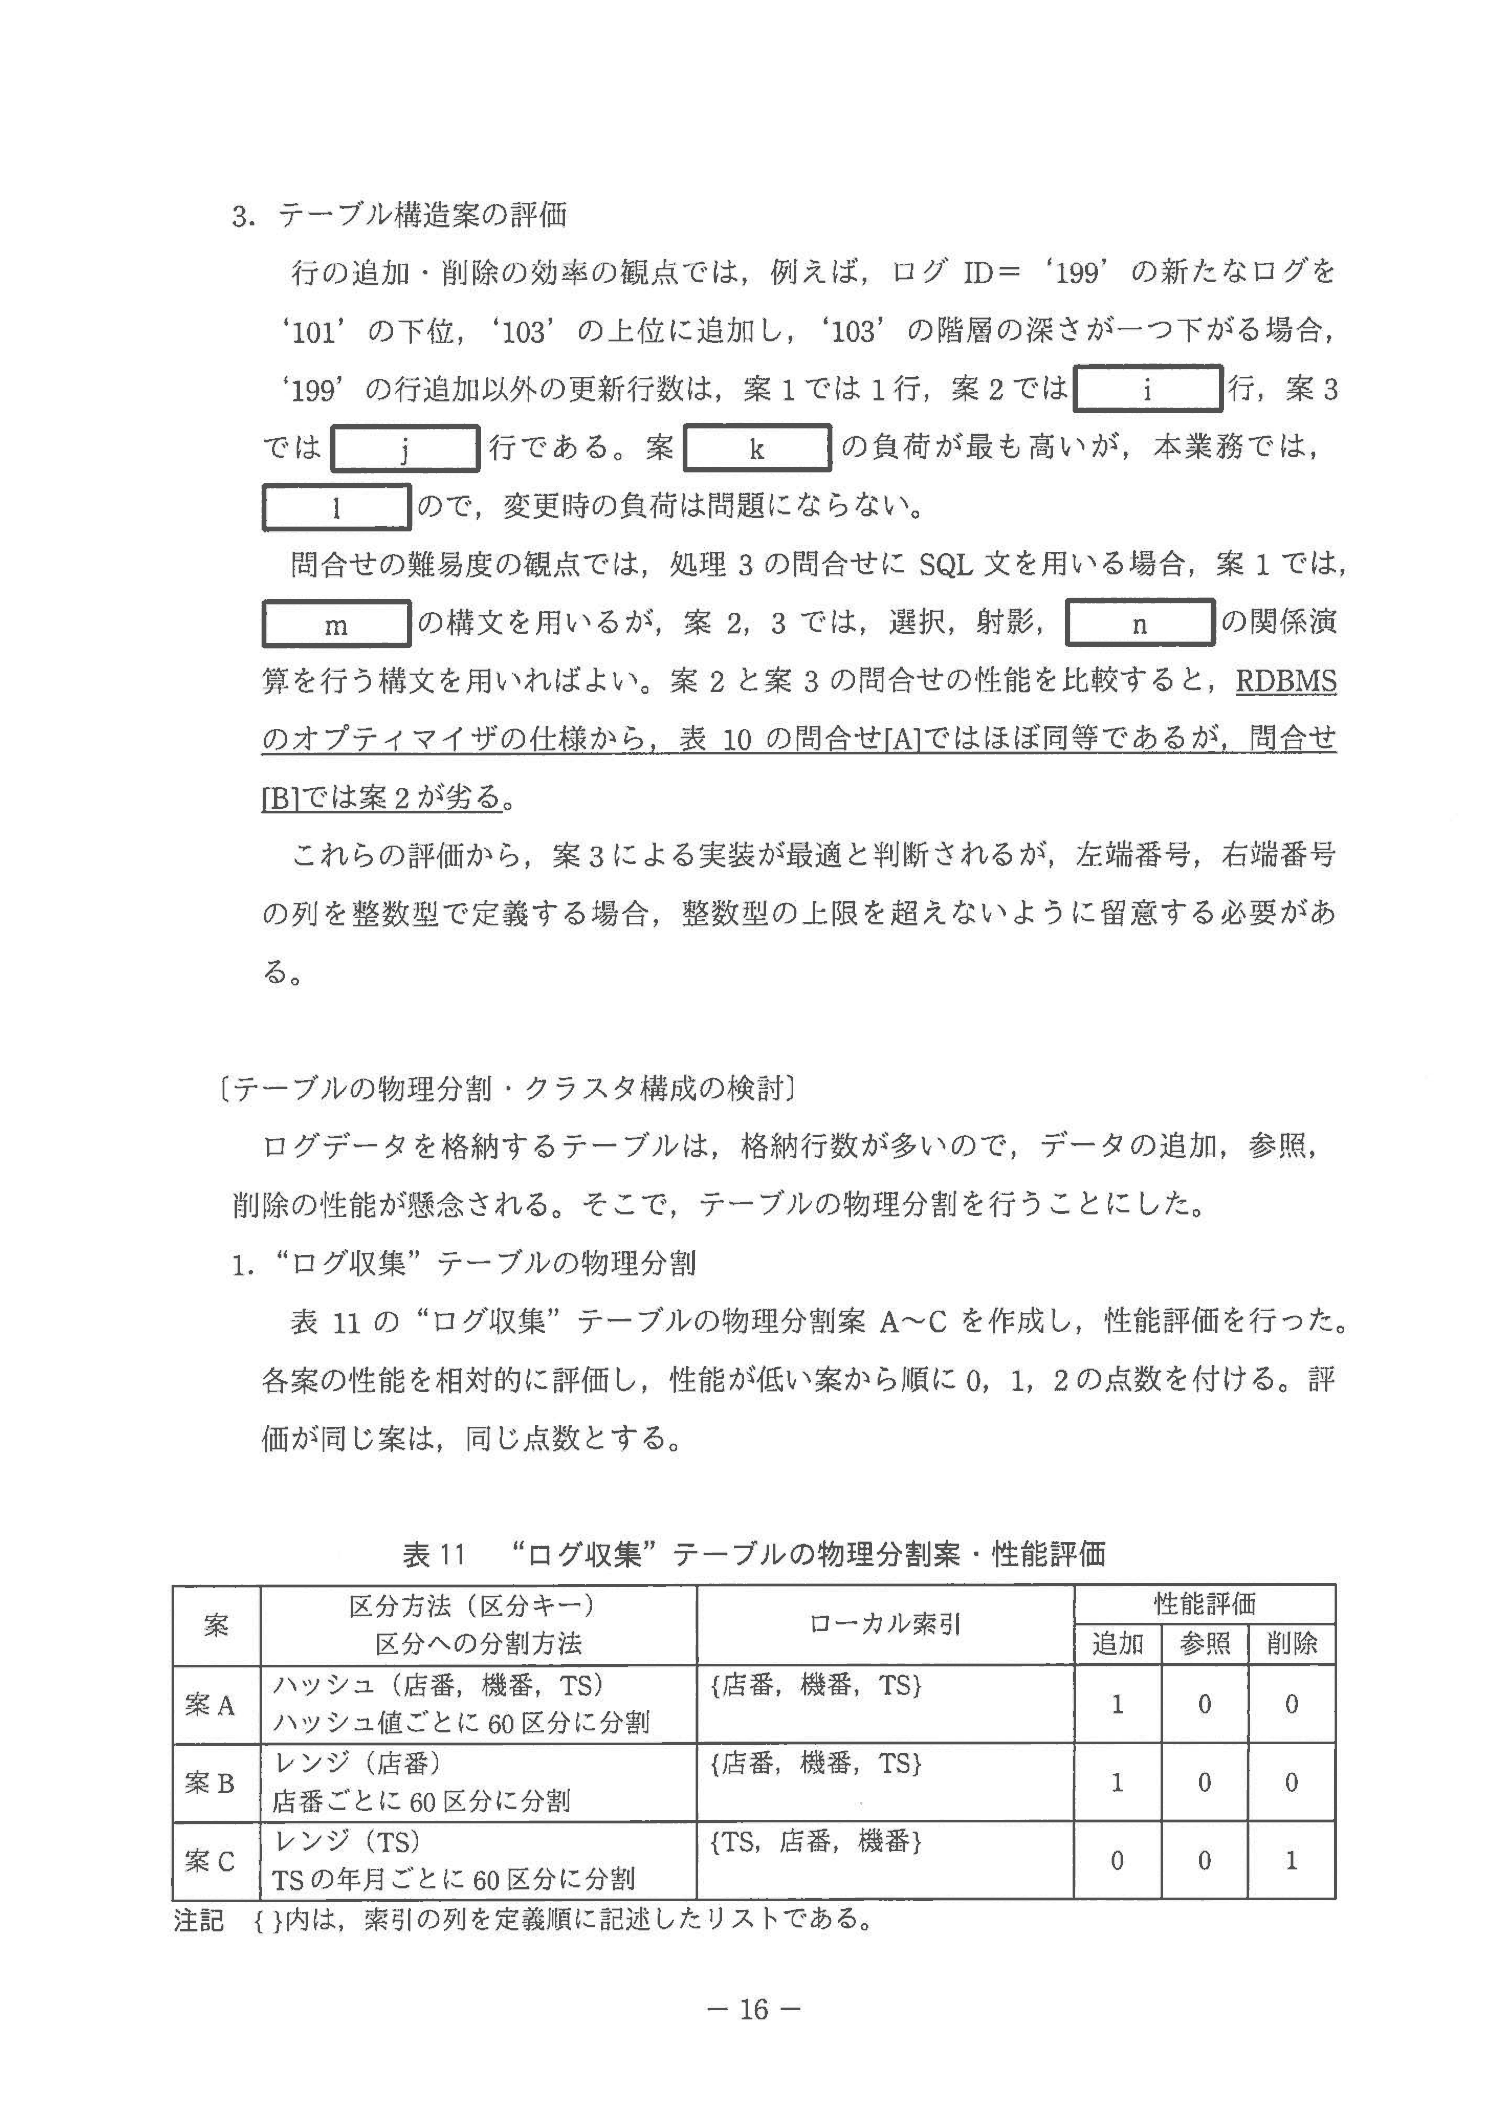 3. テーブル構造案の評価
行の追加・削除の効率の観点では，例えば，ログ ID＝‘199’の新たなログを
‘101’の下位，‘103’の上位に追加し，‘103’の階層の深さが一つ下がる場合，
‘199’の行追加以外の更新行数は，案 1 では 1 行，案 2 では i 行，案 3
では j 行である。案 k の負荷が最も高いが，本業務では，
l ので，変更時の負荷は問題にならない。
問合せの難易度の観点では，処理 3 の問合せに SQL 文を用いる場合，案 1 では，
m の構文を用いるが，案 2，3 では，選択，射影， n の関係演
算を行う構文を用いればよい。案 2 と案 3 の問合せの性能を比較すると，RDBMS
のオプティマイザの仕様から，表 10 の問合せ[A]ではほぼ同等であるが，問合せ
[B]では案 2 が劣る。
これらの評価から，案 3 による実装が最適と判断されるが，左端番号，右端番号
の列を整数型で定義する場合，整数型の上限を超えないように留意する必要があ
る。
〔テーブルの物理分割・クラスタ構成の検討〕
ログデータを格納するテーブルは，格納行数が多いので，データの追加，参照，
削除の性能が懸念される。そこで，テーブルの物理分割を行うことにした。
1. “ログ収集”テーブルの物理分割
表 11 の“ログ収集”テーブルの物理分割案 A～C を作成し，性能評価を行った。
各案の性能を相対的に評価し，性能が低い案から順に 0，1，2 の点数を付ける。評
価が同じ案は，同じ点数とする。
表 11 “ログ収集”テーブルの物理分割案・性能評価
案 区分方法（区分キー） 区分への分割方法 ローカル索引 性能評価
追加 参照 削除
案 A ハッシュ（店番，機番，TS） {店番，機番，TS} 1 0 0
ハッシュ値ごとに 60 区分に分割
案 B レンジ（店番） {店番，機番，TS} 1 0 0
店番ごとに 60 区分に分割
案 C レンジ（TS） {TS，店番，機番} 0 0 1
TS の年月ごとに 60 区分に分割
注記 { }内は，索引の列を定義順に記述したリストである。
－ 16 －